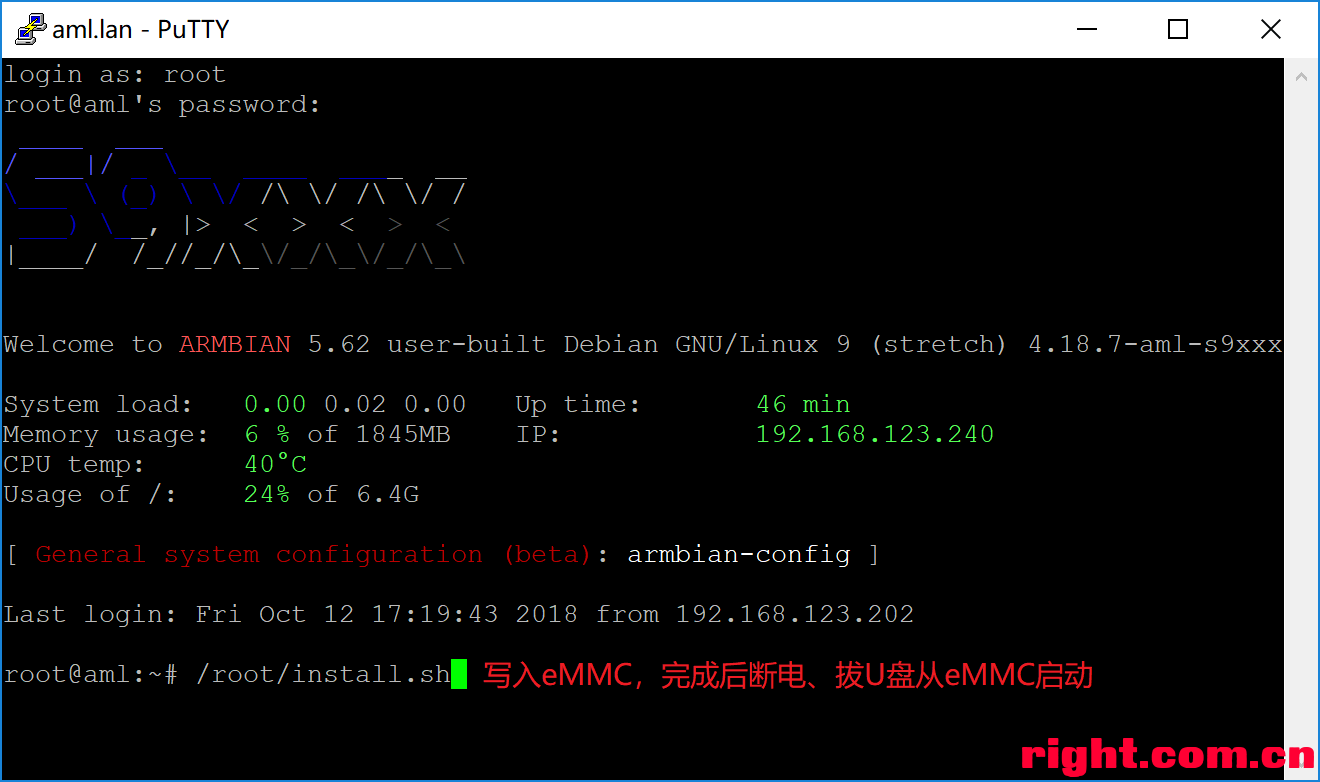 aml.lan - PuTTY
login as: root
root@aml's password:
 _____  ____
/ ____|/ _ \__  _____  ____  __
\____ \ (_) \ \/ /\ \/ /\ \/ /
 ____) \__, |>  <  >  <  >  <
|_____/  /_//_/\_\/_/\_\/_/\_\
Welcome to ARMBIAN 5.62 user-built Debian GNU/Linux 9 (stretch) 4.18.7-aml-s9xxx
System load:   0.00 0.02 0.00   Up time:       46 min
Memory usage:  6 % of 1845MB    IP:            192.168.123.240
CPU temp:      40°C
Usage of /:    24% of 6.4G
[ General system configuration (beta): armbian-config ]
Last login: Fri Oct 12 17:19:43 2018 from 192.168.123.202
root@aml:~# /root/install.sh 写入eMMC，完成后断电、拔U盘从eMMC启动
right.com.cn